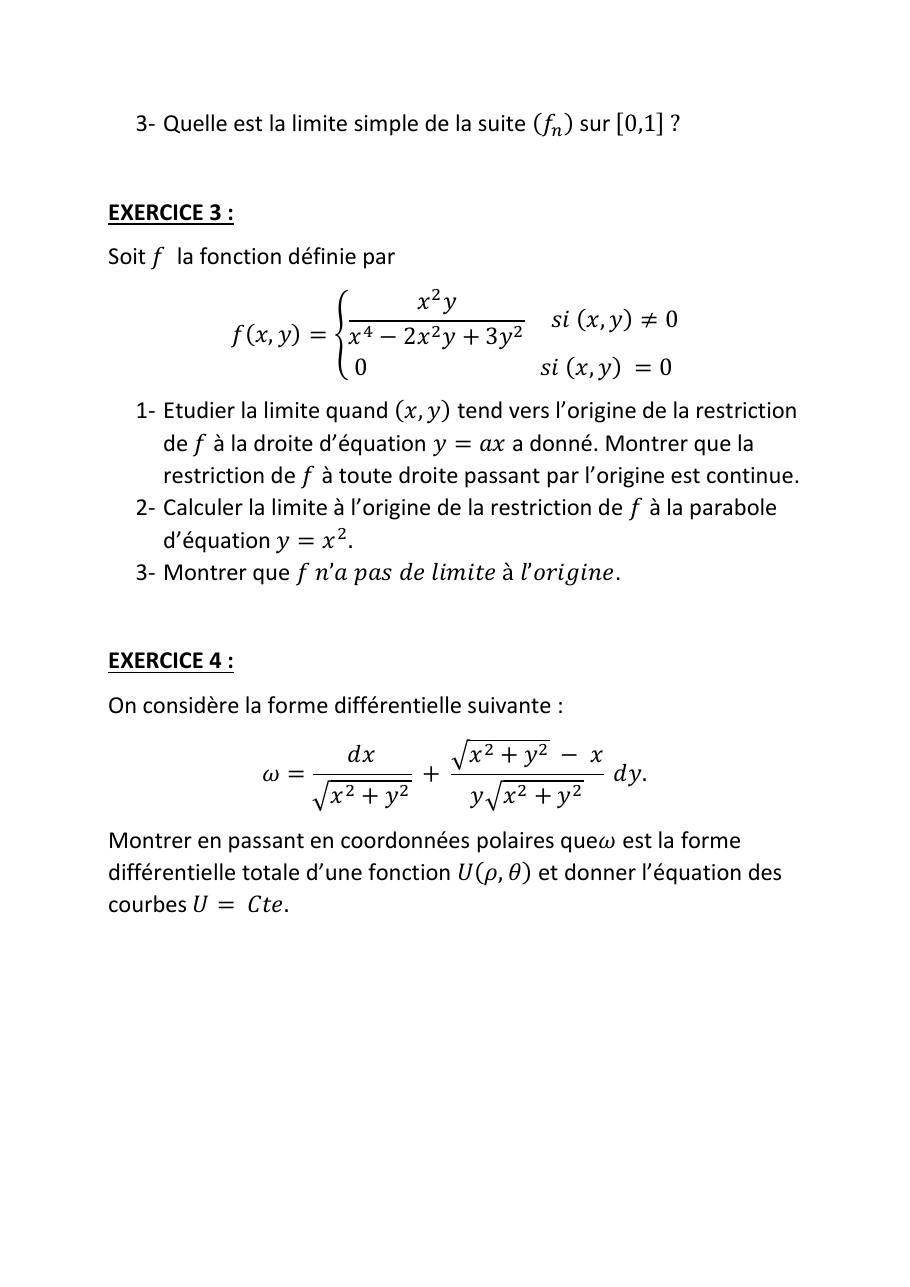 3- Quelle est la limite simple de la suite (fₙ) sur [0,1] ?
EXERCICE 3 :
Soit f la fonction définie par
f(x, y) = { x²y / (x⁴ − 2x²y + 3y²) si (x, y) ≠ 0
0 si (x, y) = 0
1- Etudier la limite quand (x, y) tend vers l’origine de la restriction
de f à la droite d’équation y = ax a donné. Montrer que la
restriction de f à toute droite passant par l’origine est continue.
2- Calculer la limite à l’origine de la restriction de f à la parabole
d’équation y = x².
3- Montrer que f n’a pas de limite à l’origine.
EXERCICE 4 :
On considère la forme différentielle suivante :
ω = dx / √(x² + y²) + (√(x² + y²) − x) / (y√(x² + y²)) dy.
Montrer en passant en coordonnées polaires queω est la forme
différentielle totale d’une fonction U(ρ, θ) et donner l’équation des
courbes U = Cte.